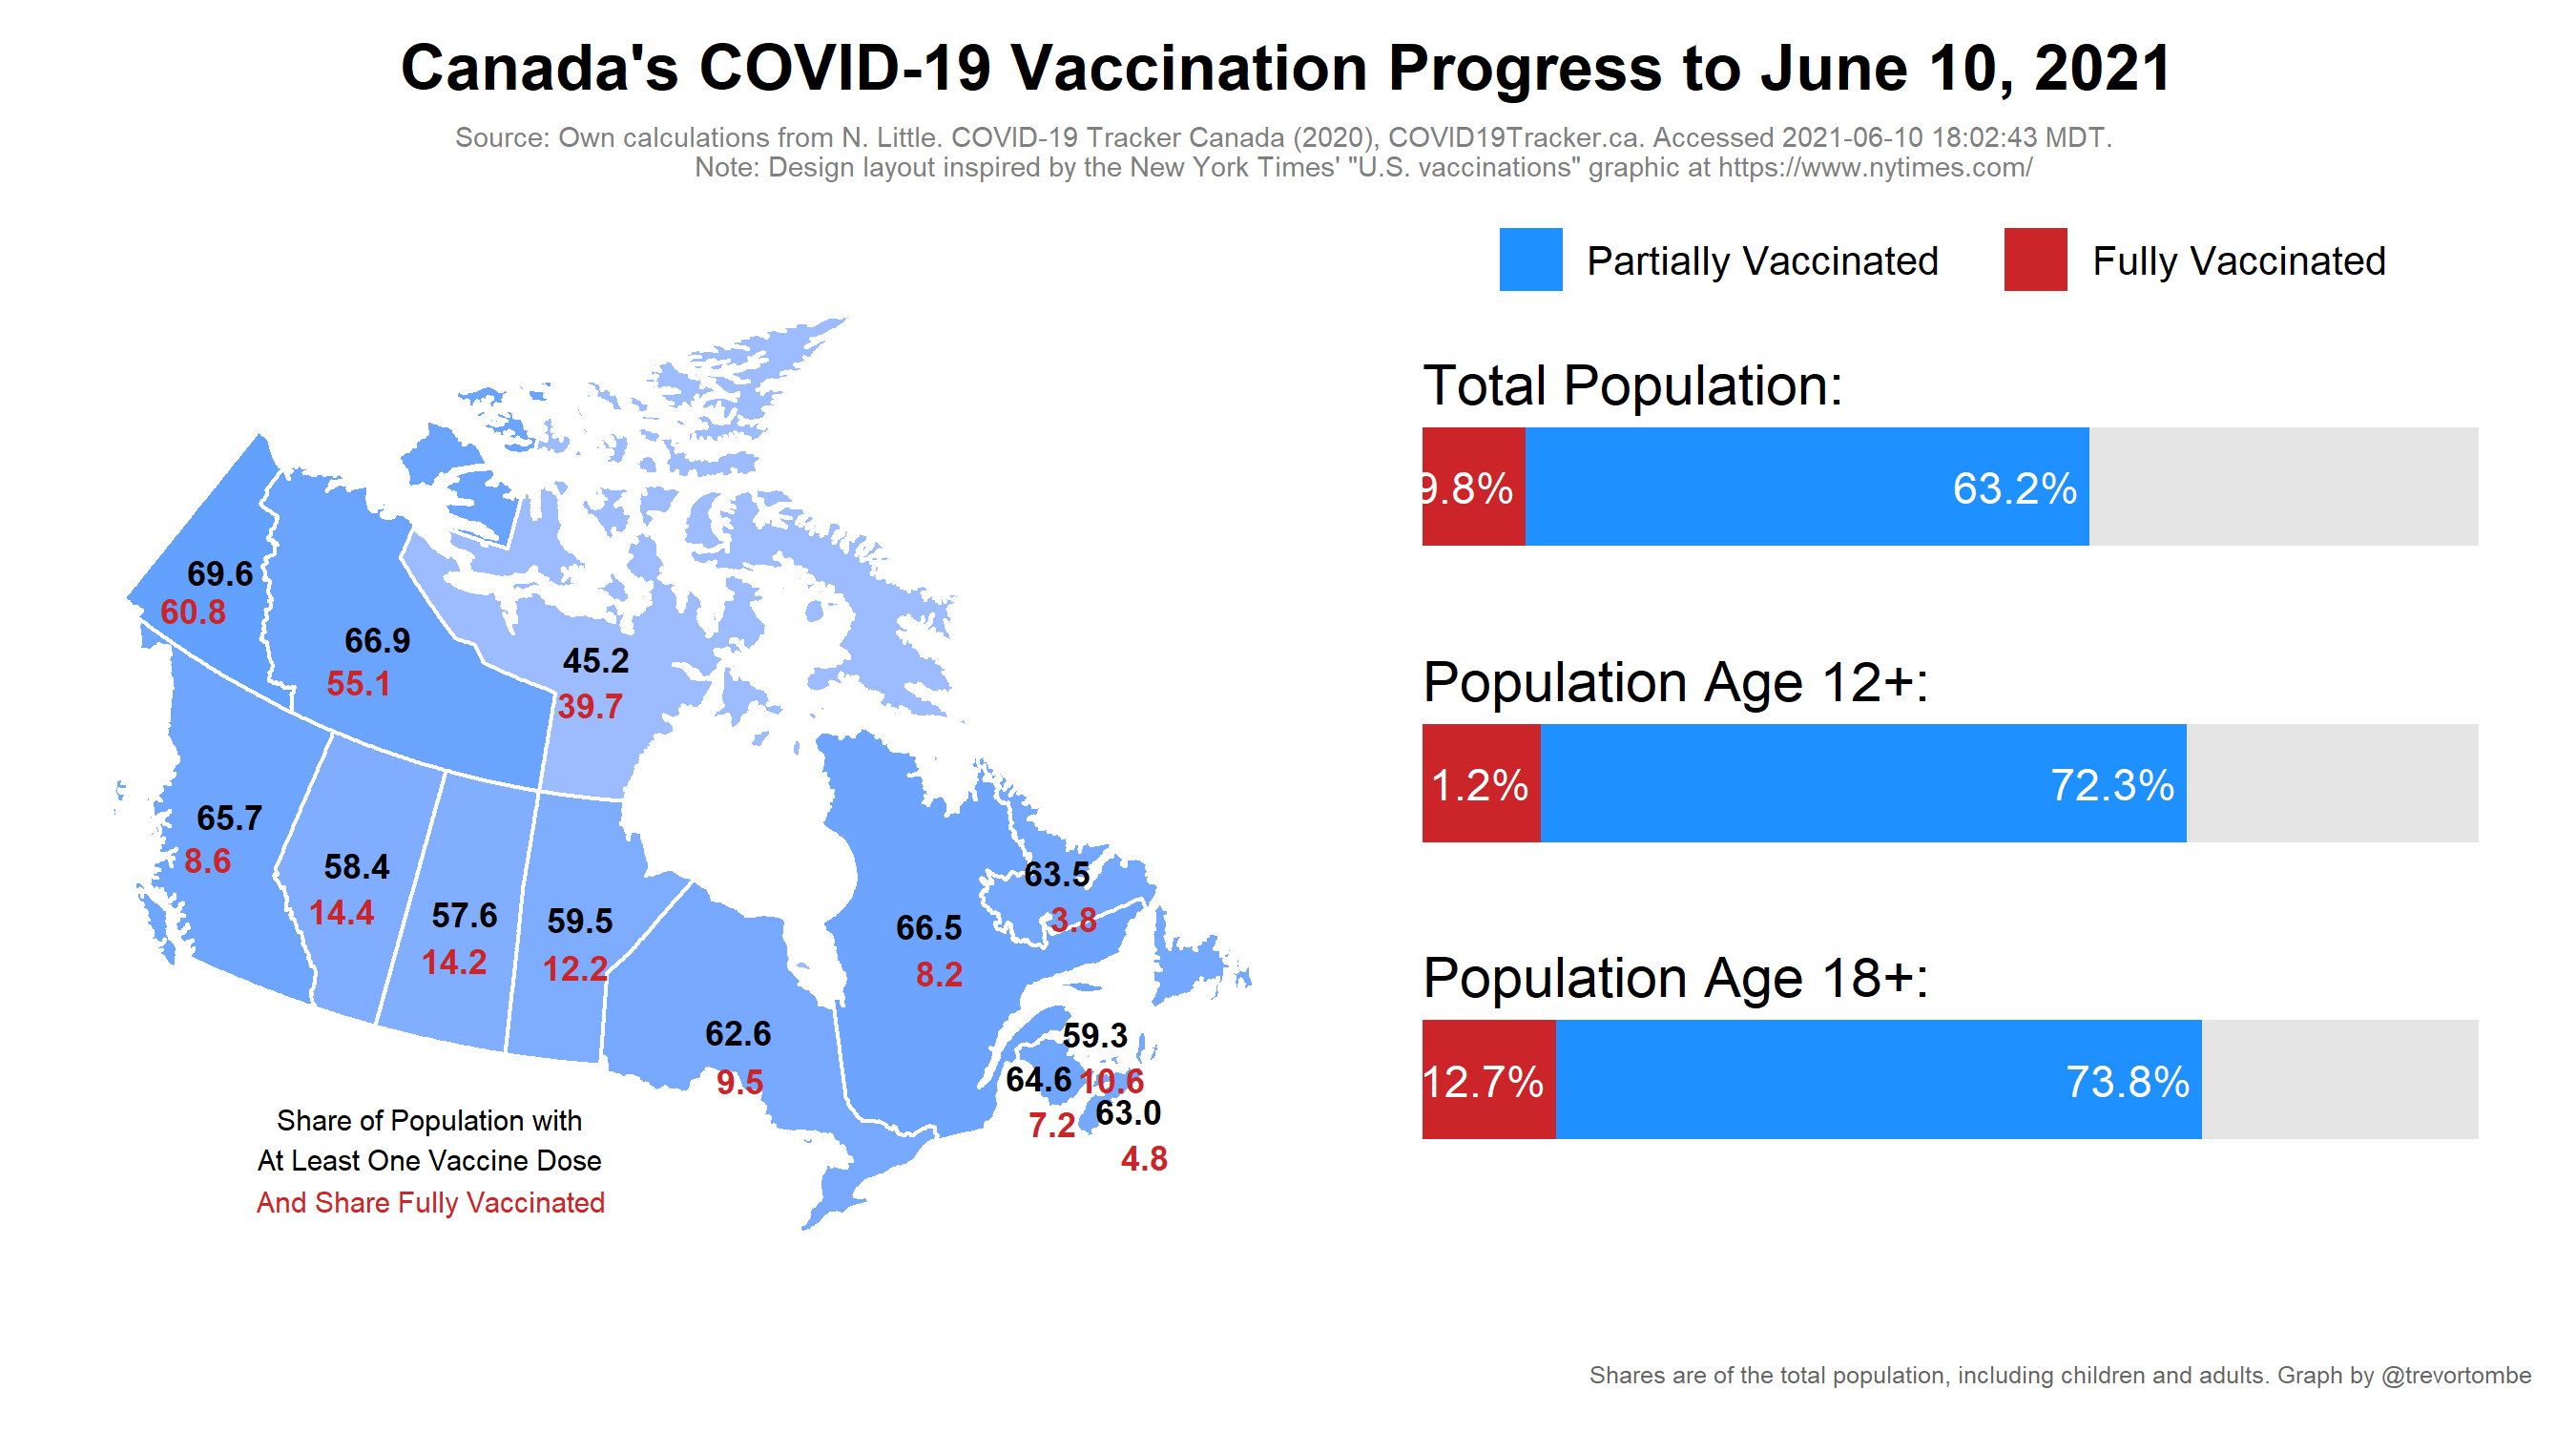 Canada's COVID-19 Vaccination Progress to June 10, 2021
Source: Own calculations from N. Little. COVID-19 Tracker Canada (2020), COVID19Tracker.ca. Accessed 2021-06-10 18:02:43 MDT.
Note: Design layout inspired by the New York Times' "U.S. vaccinations" graphic at https://www.nytimes.com/
Partially Vaccinated
Fully Vaccinated
69.6
60.8
66.9
55.1
45.2
39.7
65.7
8.6
58.4
14.4
57.6
14.2
59.5
12.2
62.6
9.5
66.5
8.2
63.5
3.8
59.3
10.6
64.6
7.2
63.0
4.8
Share of Population with
At Least One Vaccine Dose
And Share Fully Vaccinated
Total Population:
9.8%
63.2%
Population Age 12+:
1.2%
72.3%
Population Age 18+:
12.7%
73.8%
Shares are of the total population, including children and adults. Graph by @trevortombe